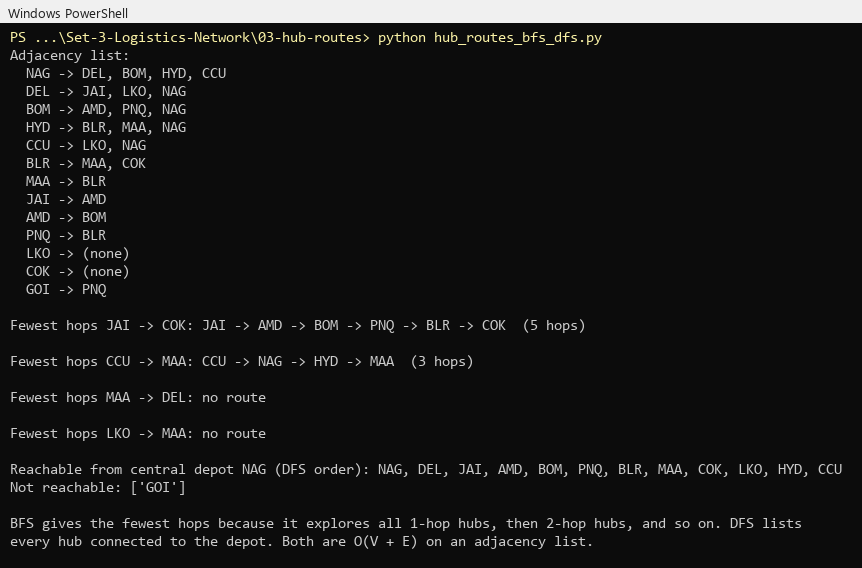 Windows PowerShell
PS ...\Set-3-Logistics-Network\03-hub-routes> python hub_routes_bfs_dfs.py
Adjacency list:
  NAG -> DEL, BOM, HYD, CCU
  DEL -> JAI, LKO, NAG
  BOM -> AMD, PNQ, NAG
  HYD -> BLR, MAA, NAG
  CCU -> LKO, NAG
  BLR -> MAA, COK
  MAA -> BLR
  JAI -> AMD
  AMD -> BOM
  PNQ -> BLR
  LKO -> (none)
  COK -> (none)
  GOI -> PNQ
Fewest hops JAI -> COK: JAI -> AMD -> BOM -> PNQ -> BLR -> COK  (5 hops)
Fewest hops CCU -> MAA: CCU -> NAG -> HYD -> MAA  (3 hops)
Fewest hops MAA -> DEL: no route
Fewest hops LKO -> MAA: no route
Reachable from central depot NAG (DFS order): NAG, DEL, JAI, AMD, BOM, PNQ, BLR, MAA, COK, LKO, HYD, CCU
Not reachable: ['GOI']
BFS gives the fewest hops because it explores all 1-hop hubs, then 2-hop hubs, and so on. DFS lists
every hub connected to the depot. Both are O(V + E) on an adjacency list.